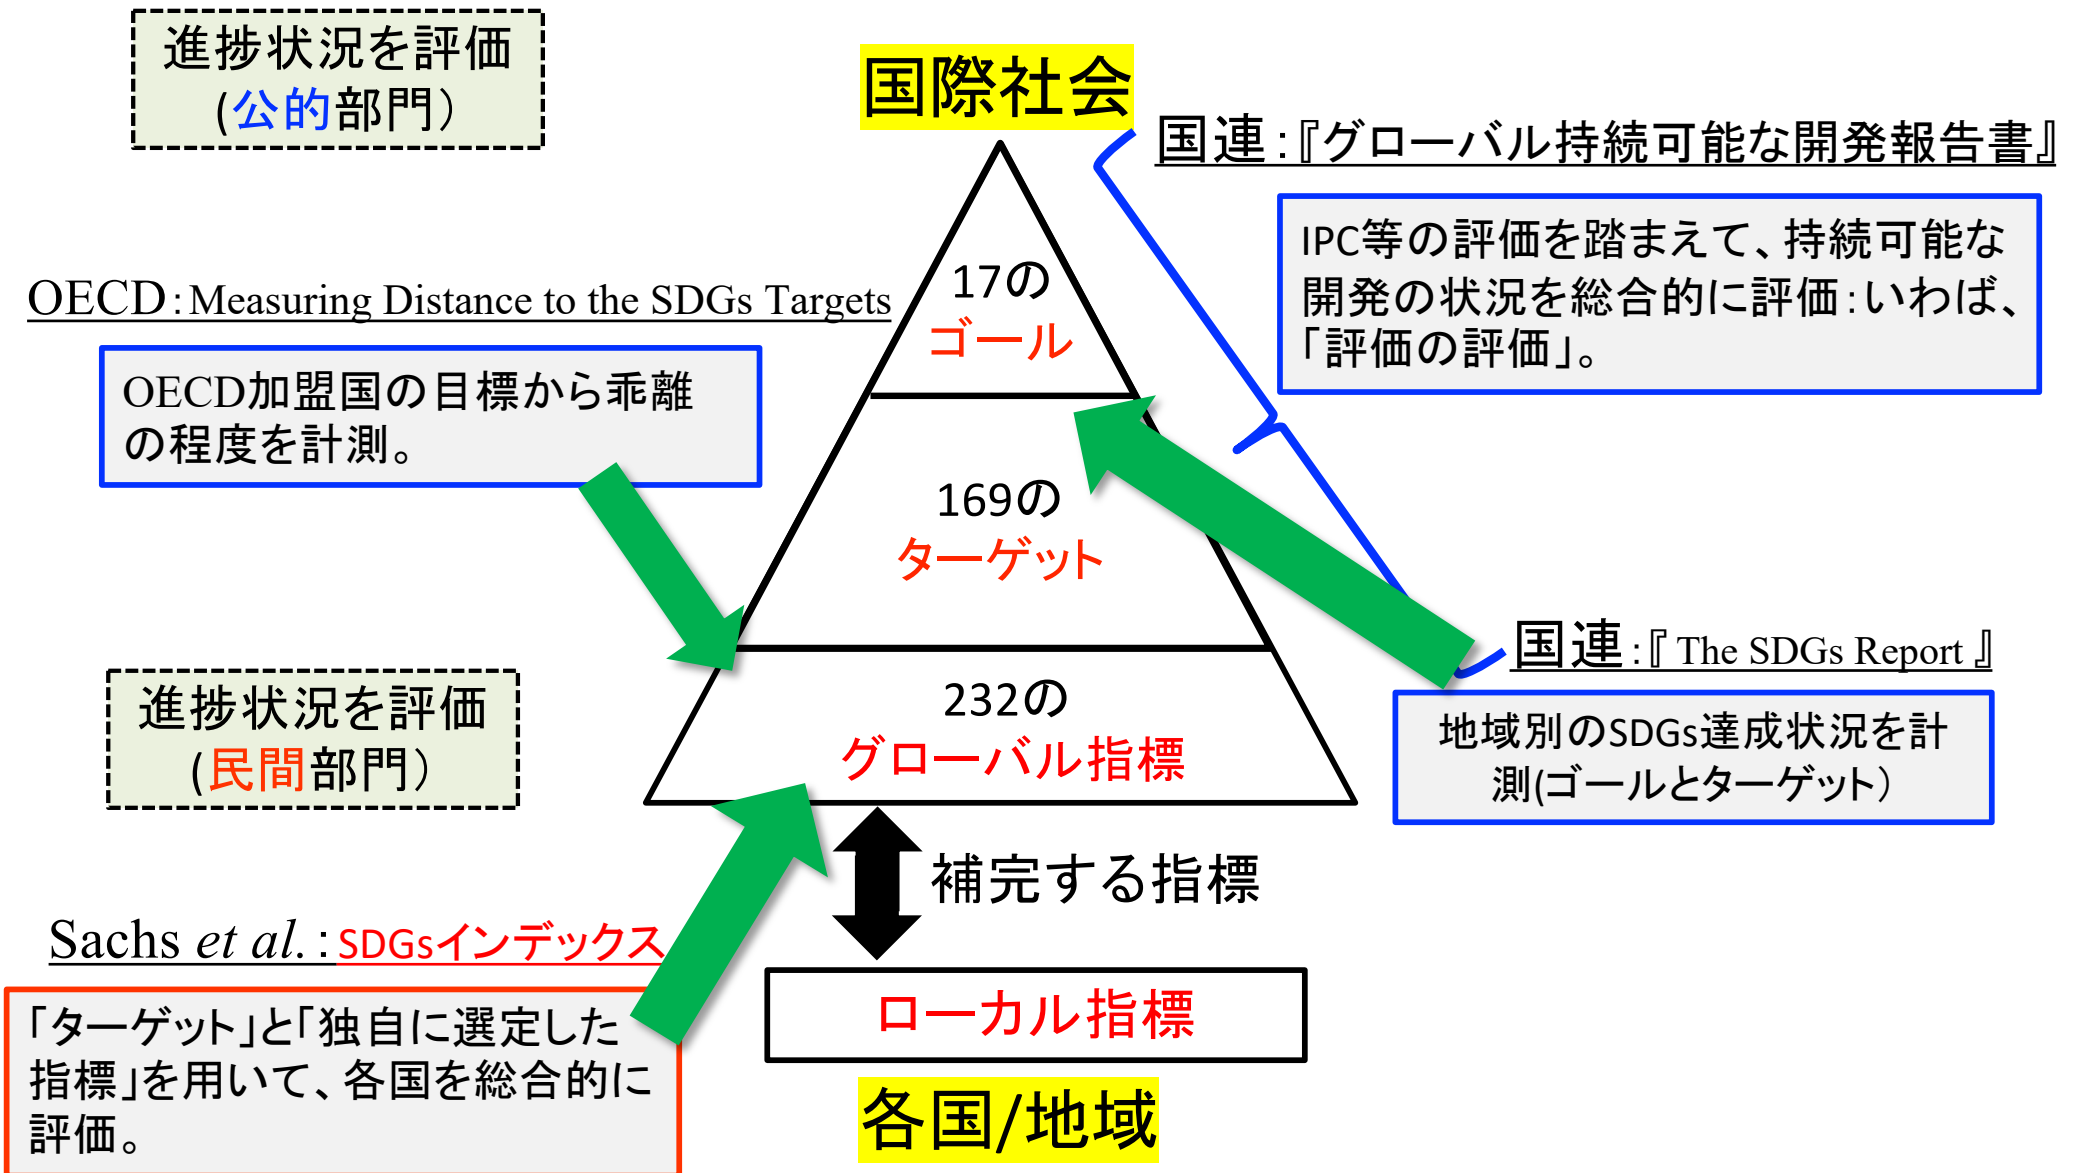 進捗状況を評価
(公的部門）
国際社会
国連：『グローバル持続可能な開発報告書』
IPC等の評価を踏まえて、持続可能な
開発の状況を総合的に評価：いわば、
「評価の評価」。
OECD：Measuring Distance to the SDGs Targets
OECD加盟国の目標から乖離
の程度を計測。
17の
ゴール
169の
ターゲット
232の
グローバル指標
国連：『 The SDGs Report 』
地域別のSDGs達成状況を計
測(ゴールとターゲット）
進捗状況を評価
(民間部門）
補完する指標
Sachs et al.：SDGsインデックス
「ターゲット」と「独自に選定した
指標」を用いて、各国を総合的に
評価。
ローカル指標
各国/地域